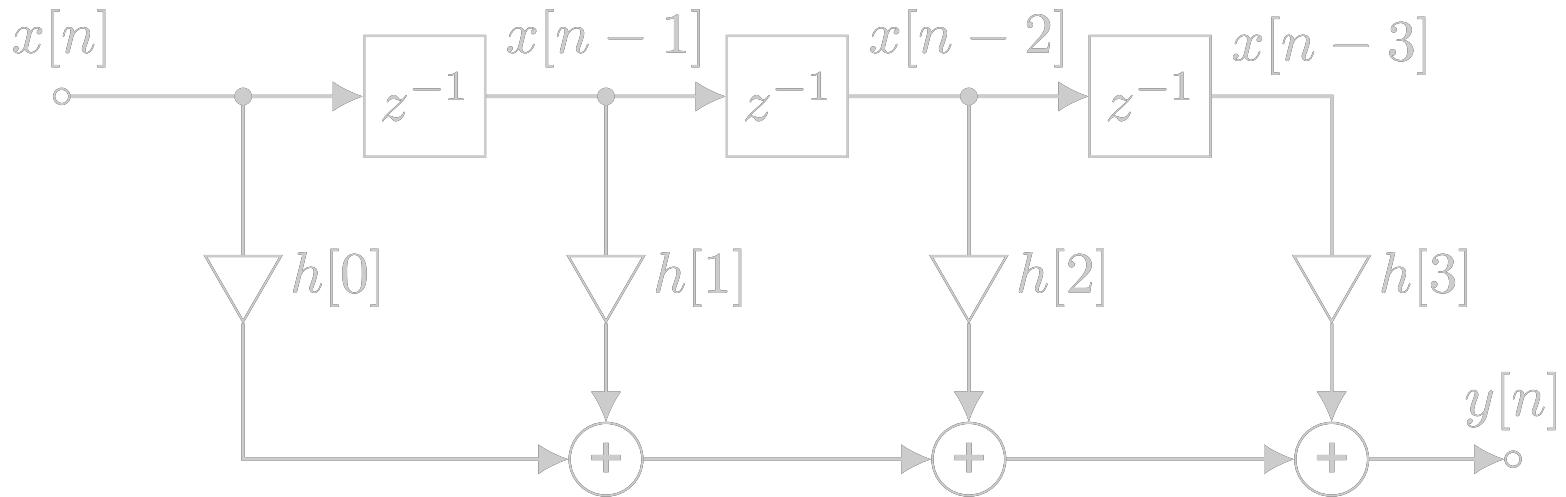 x[n] x[n − 1] x[n − 2] x[n − 3]
z⁻¹ z⁻¹ z⁻¹
h[0] h[1] h[2] h[3]
y[n]
+ + +